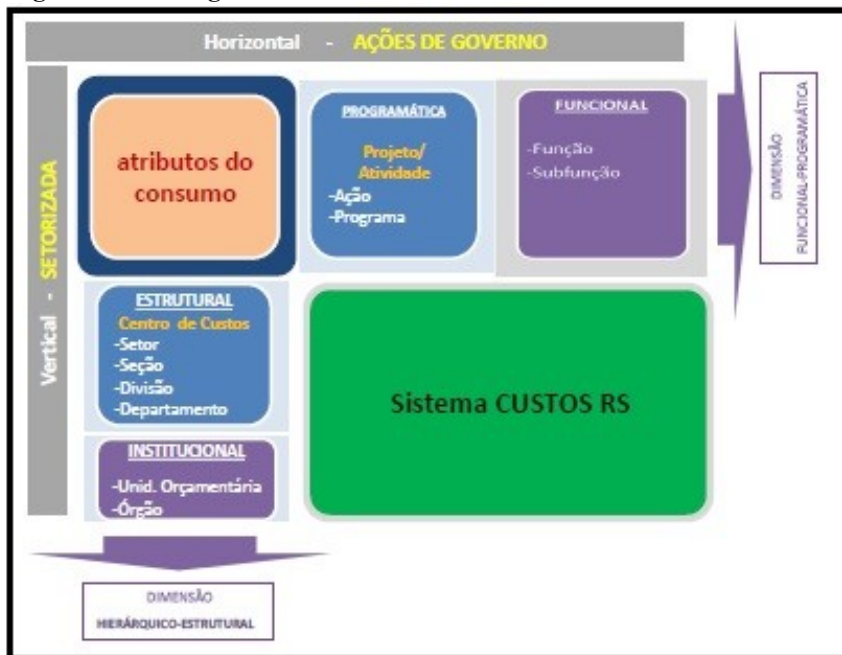 Horizontal - AÇÕES DE GOVERNO
Vertical - SETORIZADA
atributos do
consumo
PROGRAMÁTICA
Projeto/
Atividade
-Ação
-Programa
FUNCIONAL
-Função
-Subfunção
DIMENSÃO
FUNCIONAL-PROGRAMÁTICA
ESTRUTURAL
Centro de Custos
-Setor
-Seção
-Divisão
-Departamento
Sistema CUSTOS RS
INSTITUCIONAL
-Unid. Orçamentária
-Órgão
DIMENSÃO
HIERÁRQUICO-ESTRUTURAL